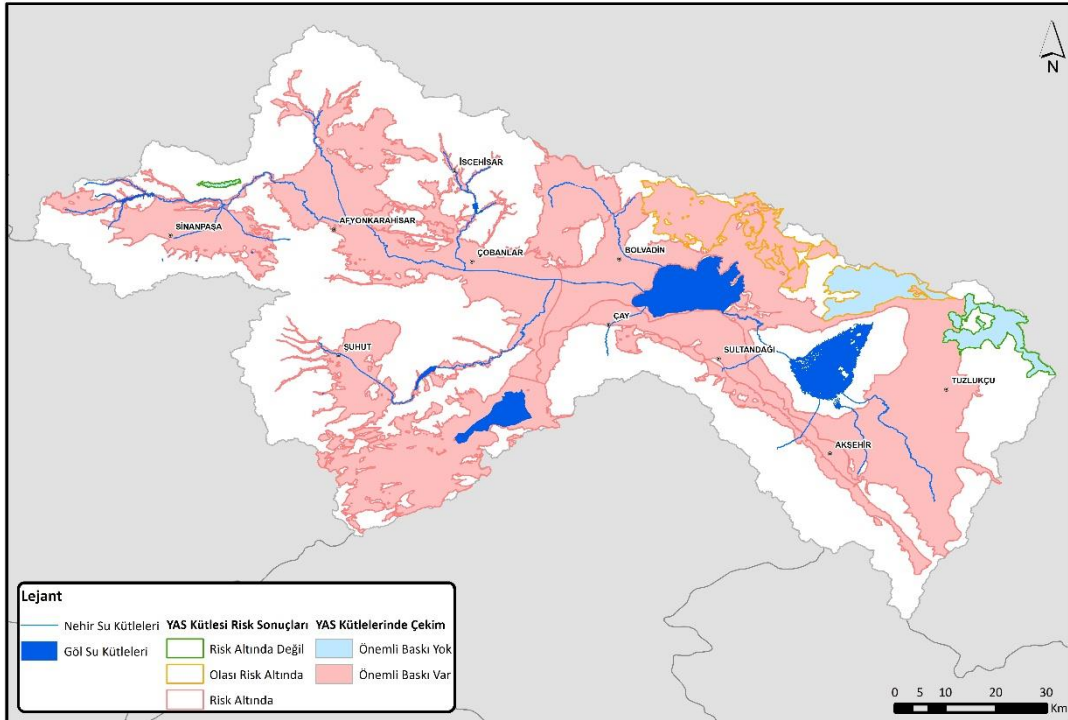 N
İSCEHİSAR
SİNANPAŞA
AFYONKARAHİSAR
ÇOBANLAR
BOLVADİN
ÇAY
ŞUHUT
SULTANDAĞI
TUZLUKÇU
AKŞEHİR
Lejant
Nehir Su Kütleleri
Göl Su Kütleleri
YAS Kütlesi Risk Sonuçları
Risk Altında Değil
Olası Risk Altında
Risk Altında
YAS Kütlelerinde Çekim
Önemli Baskı Yok
Önemli Baskı Var
0 5 10 20 30
Km